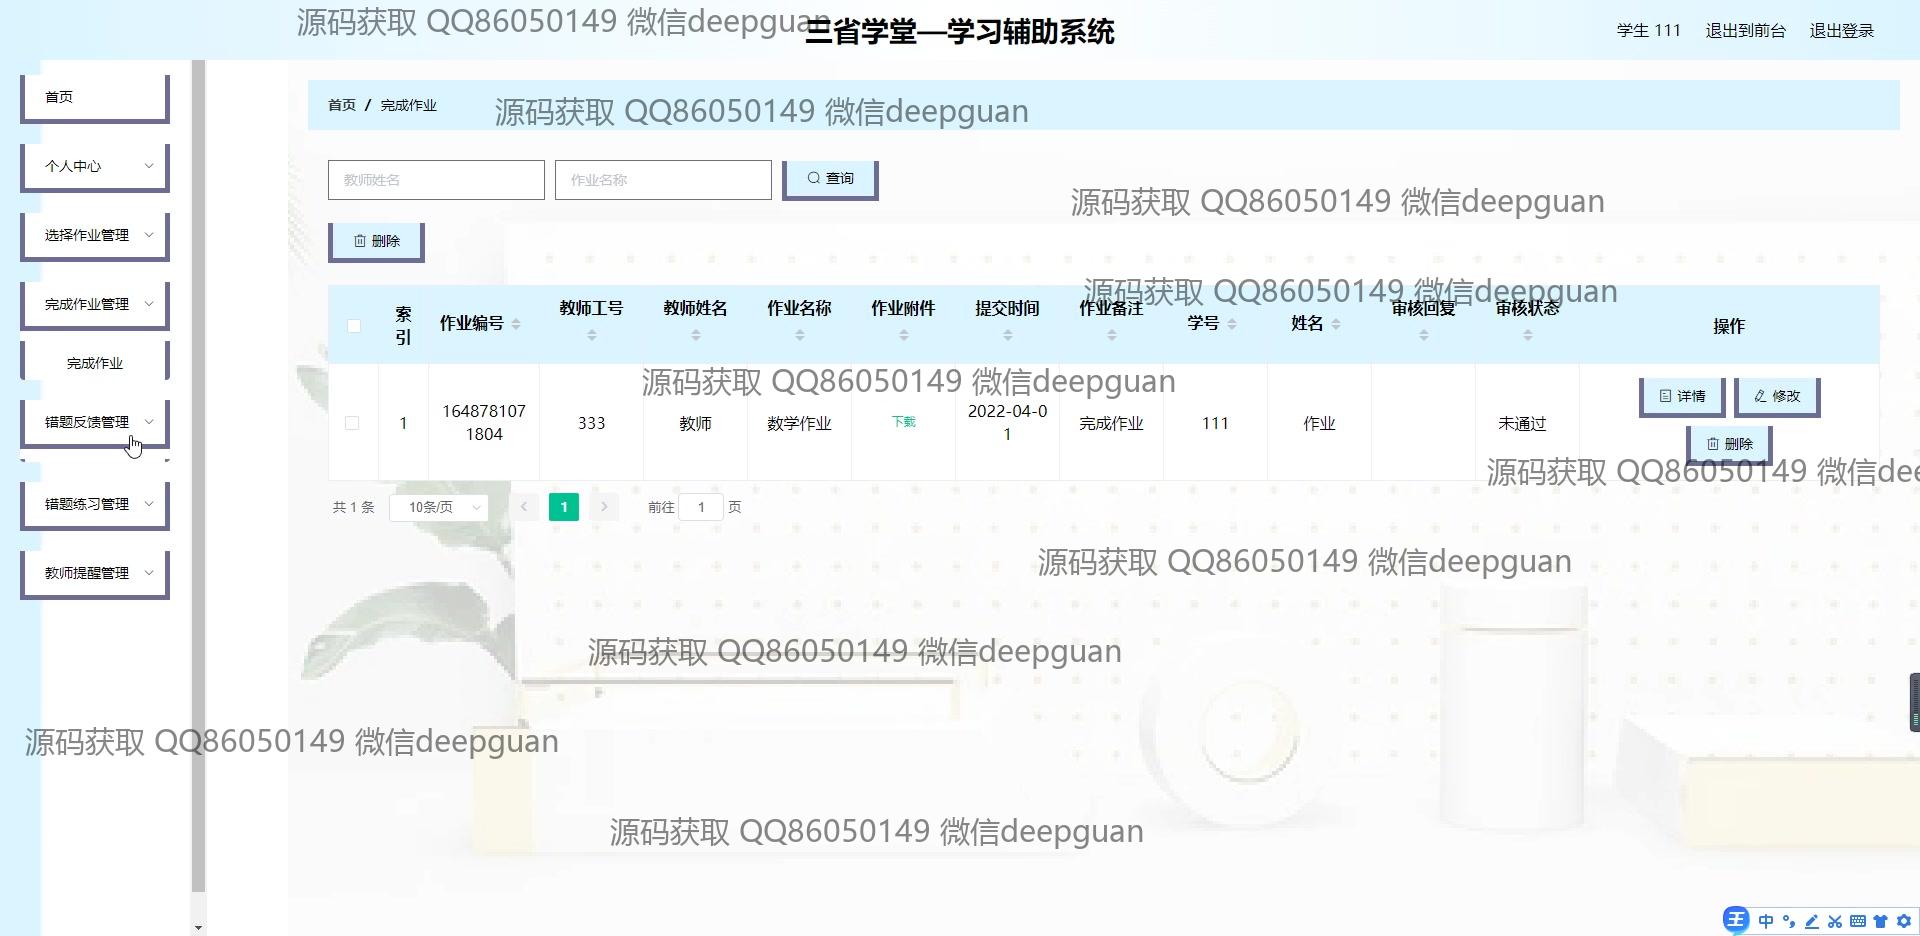 源码获取 QQ86050149 微信deepguan
三省学堂—学习辅助系统
学生 111 退出到前台 退出登录
首页
首页 / 完成作业
源码获取 QQ86050149 微信deepguan
个人中心
教师姓名 作业名称 查询
源码获取 QQ86050149 微信deepguan
选择作业管理
删除
源码获取 QQ86050149 微信deepguan
完成作业管理
索引 作业编号 教师工号 教师姓名 作业名称 作业附件 提交时间 作业备注 学号 姓名 审核回复 审核状态 操作
完成作业
源码获取 QQ86050149 微信deepguan
错题反馈管理
1 164878107
1804 333 教师 数学作业 下载 2022-04-0
1 完成作业 111 作业 未通过 详情 修改
删除
源码获取 QQ86050149 微信dee
错题练习管理
共 1 条 10条/页 1 前往 1 页
源码获取 QQ86050149 微信deepguan
教师提醒管理
源码获取 QQ86050149 微信deepguan
源码获取 QQ86050149 微信deepguan
源码获取 QQ86050149 微信deepguan
王 中